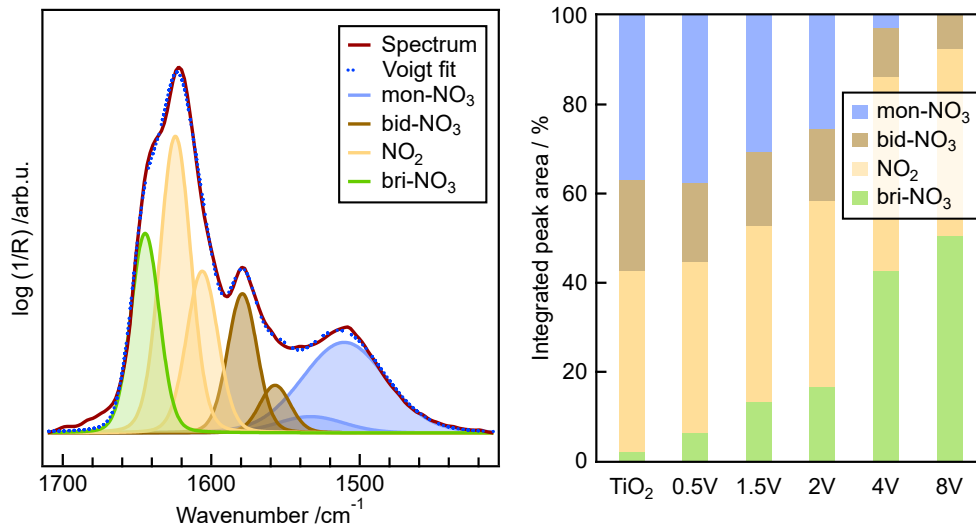 log (1/R) /arb.u.
Spectrum
Voigt fit
mon-NO₃
bid-NO₃
NO₂
bri-NO₃
1700
1600
1500
Wavenumber /cm⁻¹
Integrated peak area / %
100
80
60
40
20
0
mon-NO₃
bid-NO₃
NO₂
bri-NO₃
TiO₂
0.5V
1.5V
2V
4V
8V